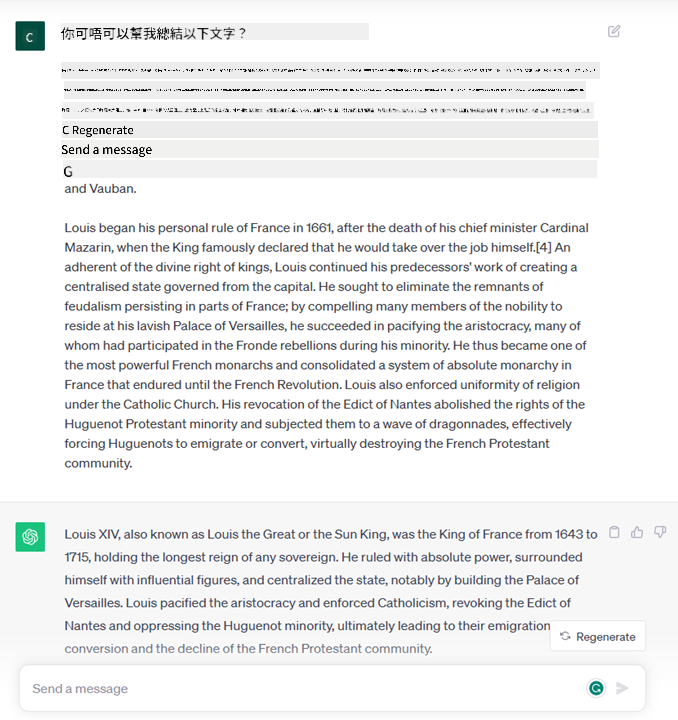 C
你可唔可以幫我總結以下文字？
C Regenerate
Send a message
G
and Vauban.
Louis began his personal rule of France in 1661, after the death of his chief minister Cardinal
Mazarin, when the King famously declared that he would take over the job himself.[4] An
adherent of the divine right of kings, Louis continued his predecessors' work of creating a
centralised state governed from the capital. He sought to eliminate the remnants of
feudalism persisting in parts of France; by compelling many members of the nobility to
reside at his lavish Palace of Versailles, he succeeded in pacifying the aristocracy, many of
whom had participated in the Fronde rebellions during his minority. He thus became one of
the most powerful French monarchs and consolidated a system of absolute monarchy in
France that endured until the French Revolution. Louis also enforced uniformity of religion
under the Catholic Church. His revocation of the Edict of Nantes abolished the rights of the
Huguenot Protestant minority and subjected them to a wave of dragonnades, effectively
forcing Huguenots to emigrate or convert, virtually destroying the French Protestant
community.
Louis XIV, also known as Louis the Great or the Sun King, was the King of France from 1643 to
1715, holding the longest reign of any sovereign. He ruled with absolute power, surrounded
himself with influential figures, and centralized the state, notably by building the Palace of
Versailles. Louis pacified the aristocracy and enforced Catholicism, revoking the Edict of
Nantes and oppressing the Huguenot minority, ultimately leading to their emigration
Regenerate
conversion and the decline of the French Protestant community.
Send a message